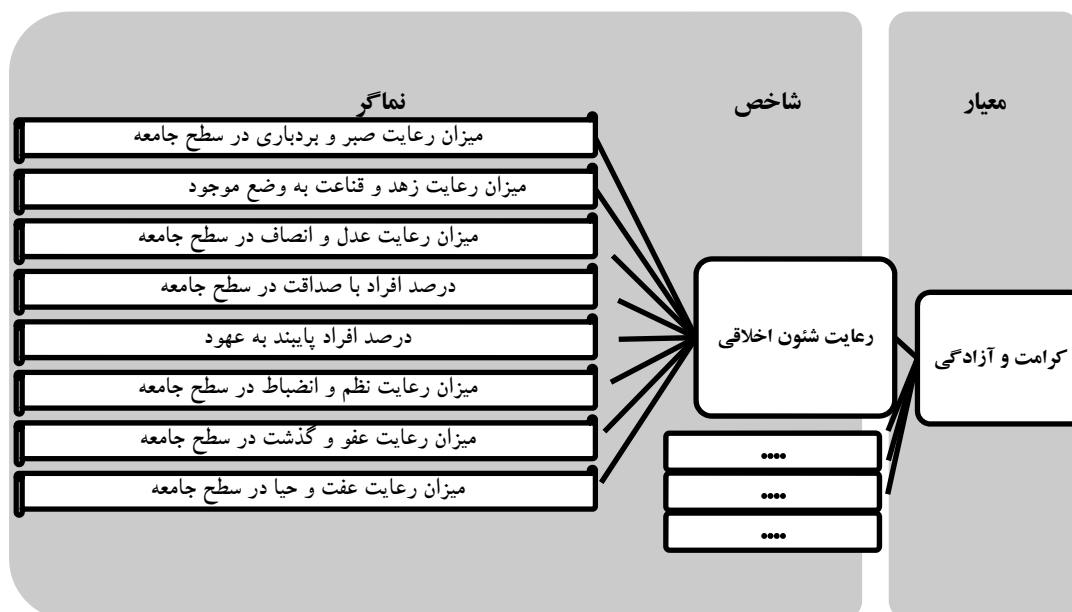 معیار
شاخص
نماگر
کرامت و آزادگی
رعایت شئون اخلاقی
....
....
....
میزان رعایت صبر و بردباری در سطح جامعه
میزان رعایت زهد و قناعت به وضع موجود
میزان رعایت عدل و انصاف در سطح جامعه
درصد افراد با صداقت در سطح جامعه
درصد افراد پایبند به عهود
میزان رعایت نظم و انضباط در سطح جامعه
میزان رعایت عفو و گذشت در سطح جامعه
میزان رعایت عفت و حیا در سطح جامعه